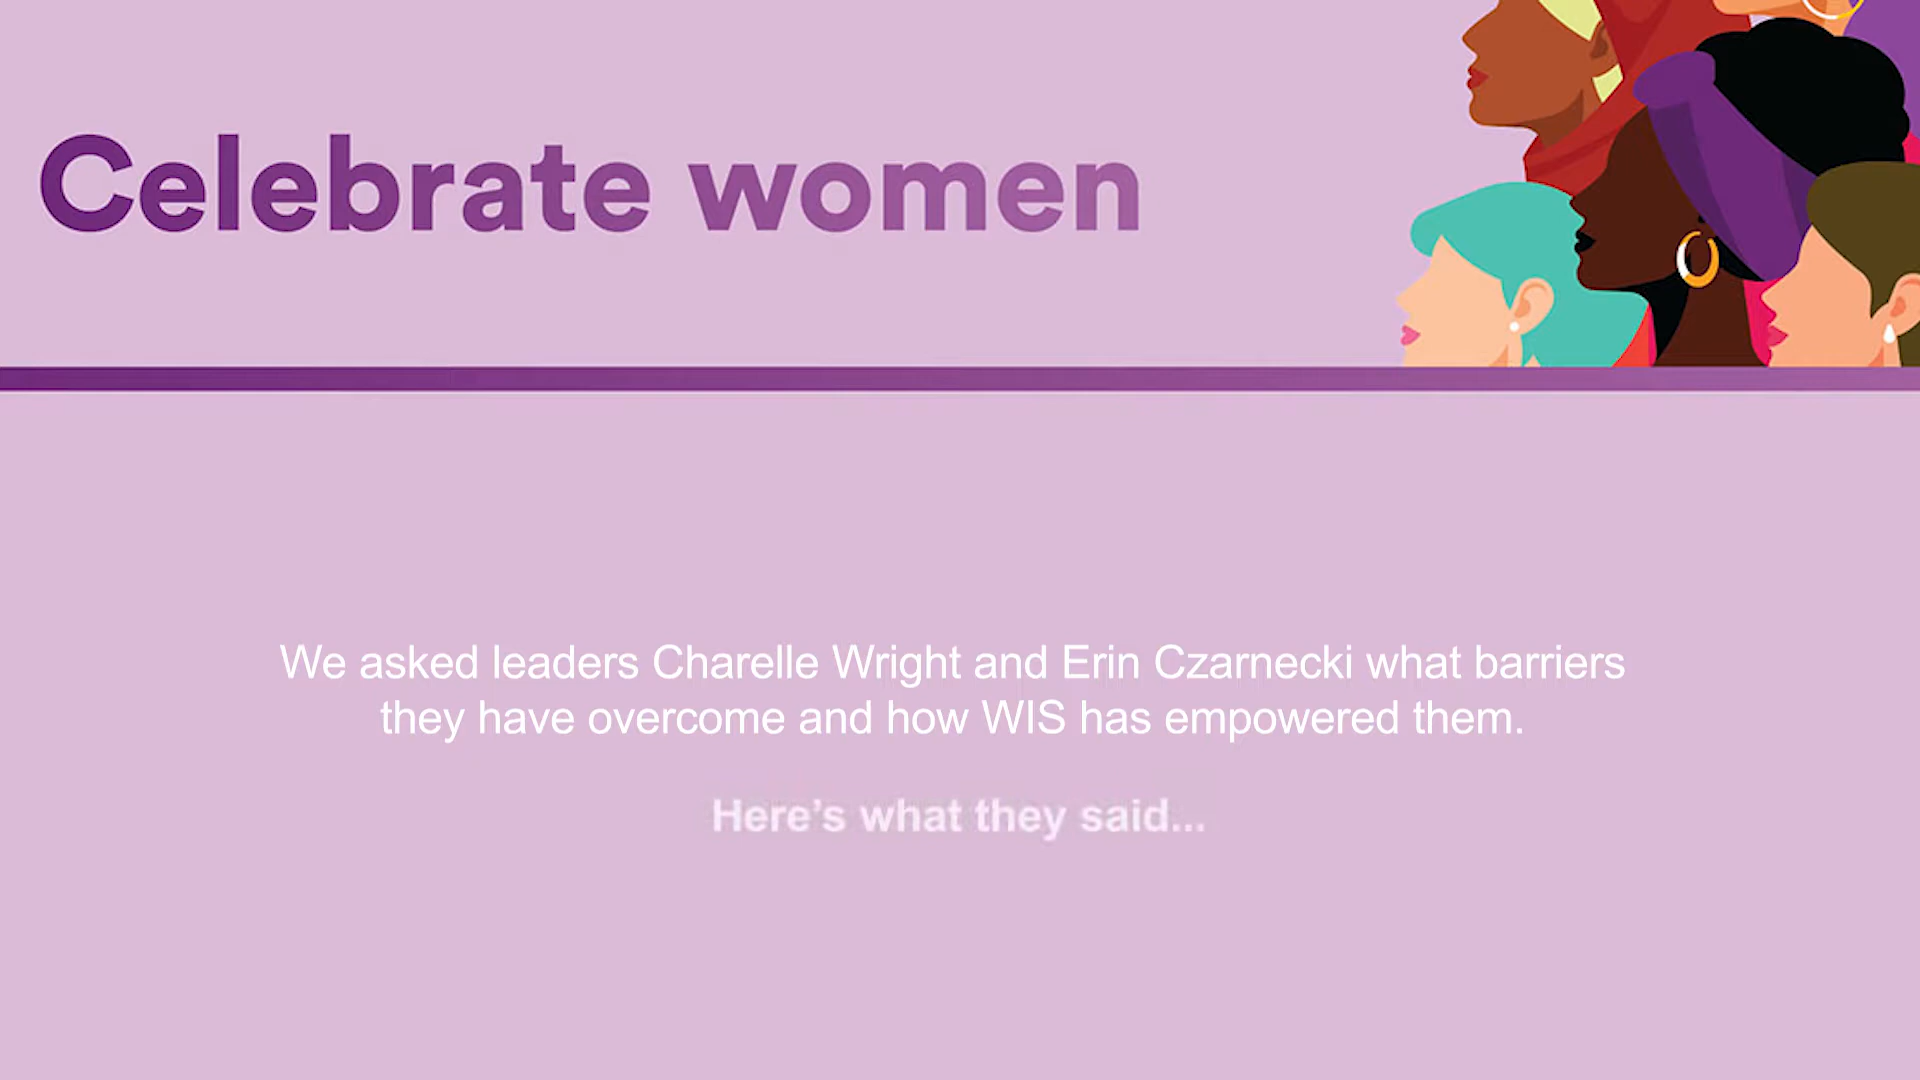 Celebrate women
We asked leaders Charelle Wright and Erin Czarnecki what barriers
they have overcome and how WIS has empowered them.
Here’s what they said...